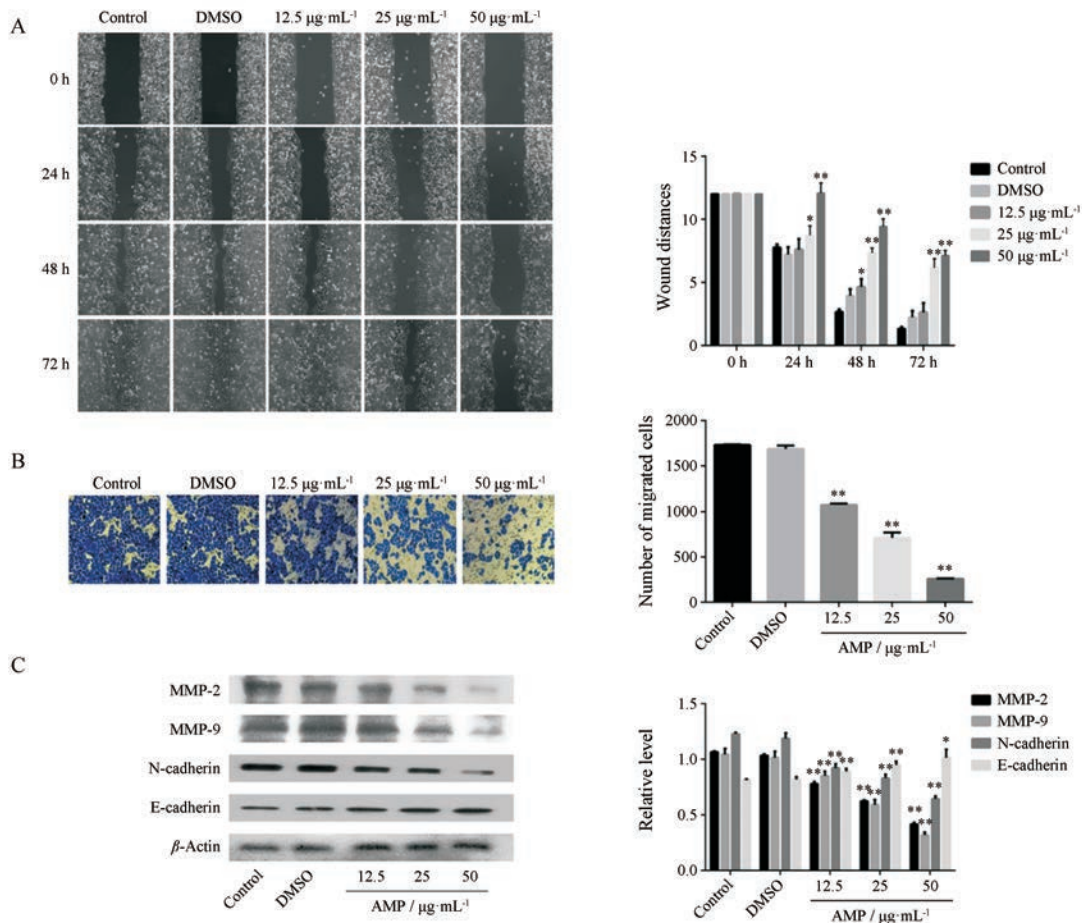 A
Control DMSO 12.5 μg·mL⁻¹ 25 μg·mL⁻¹ 50 μg·mL⁻¹
0 h
24 h
48 h
72 h
Wound distances
15
10
5
0
** ** **
* * ** **
0 h 24 h 48 h 72 h
Control
DMSO
12.5 μg·mL⁻¹
25 μg·mL⁻¹
50 μg·mL⁻¹
B
Control DMSO 12.5 μg·mL⁻¹ 25 μg·mL⁻¹ 50 μg·mL⁻¹
Number of migrated cells
2000
1500
1000
500
0
** ** **
Control DMSO 12.5 25 50
AMP / μg·mL⁻¹
C
MMP-2
MMP-9
N-cadherin
E-cadherin
β-Actin
Control DMSO 12.5 25 50
AMP / μg·mL⁻¹
Relative level
1.5
1.0
0.5
0.0
** ** ** **
** ** ** **
** ** ** *
Control DMSO 12.5 25 50
AMP / μg·mL⁻¹
MMP-2
MMP-9
N-cadherin
E-cadherin